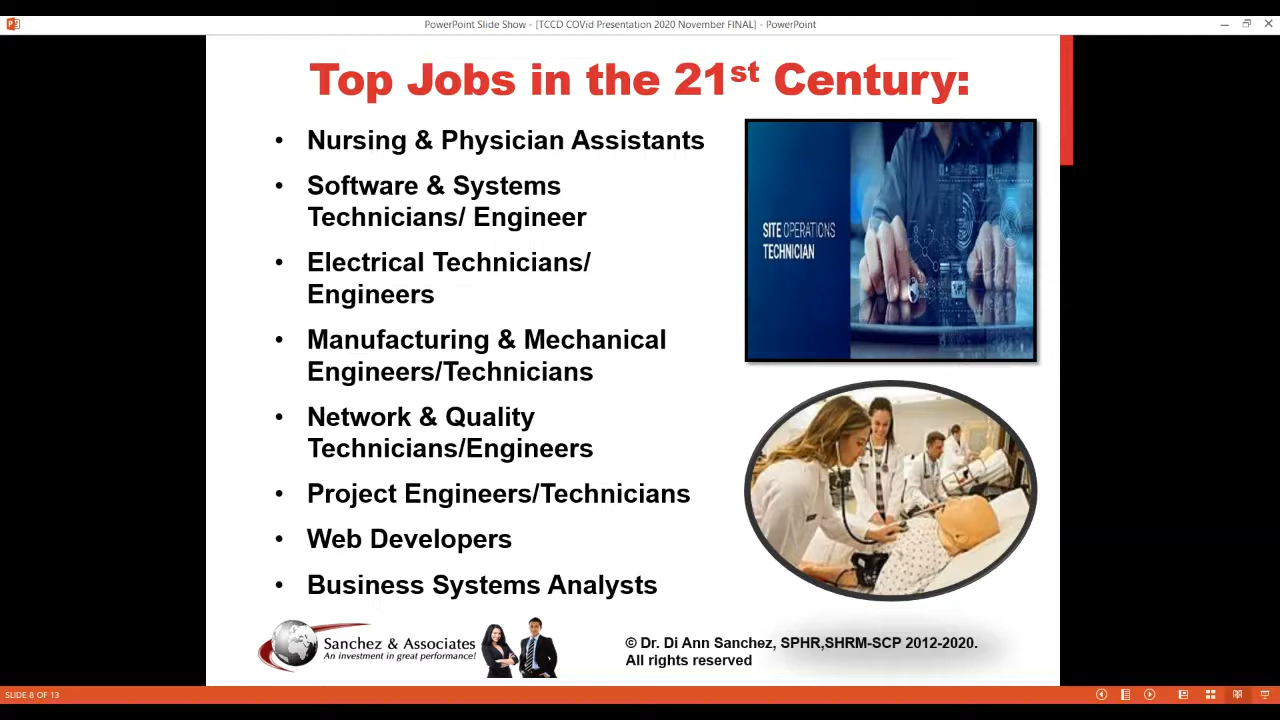 PowerPoint Slide Show - [TCCD COVid Presentation 2020 November FINAL] - PowerPoint
Top Jobs in the 21st Century:
• Nursing & Physician Assistants
• Software & Systems
Technicians/ Engineer
• Electrical Technicians/
Engineers
• Manufacturing & Mechanical
Engineers/Technicians
• Network & Quality
Technicians/Engineers
• Project Engineers/Technicians
• Web Developers
• Business Systems Analysts
SITE OPERATIONS
TECHNICIAN
Sanchez & Associates
An investment in great performance!
© Dr. Di Ann Sanchez, SPHR,SHRM-SCP 2012-2020.
All rights reserved
SLIDE 8 OF 13